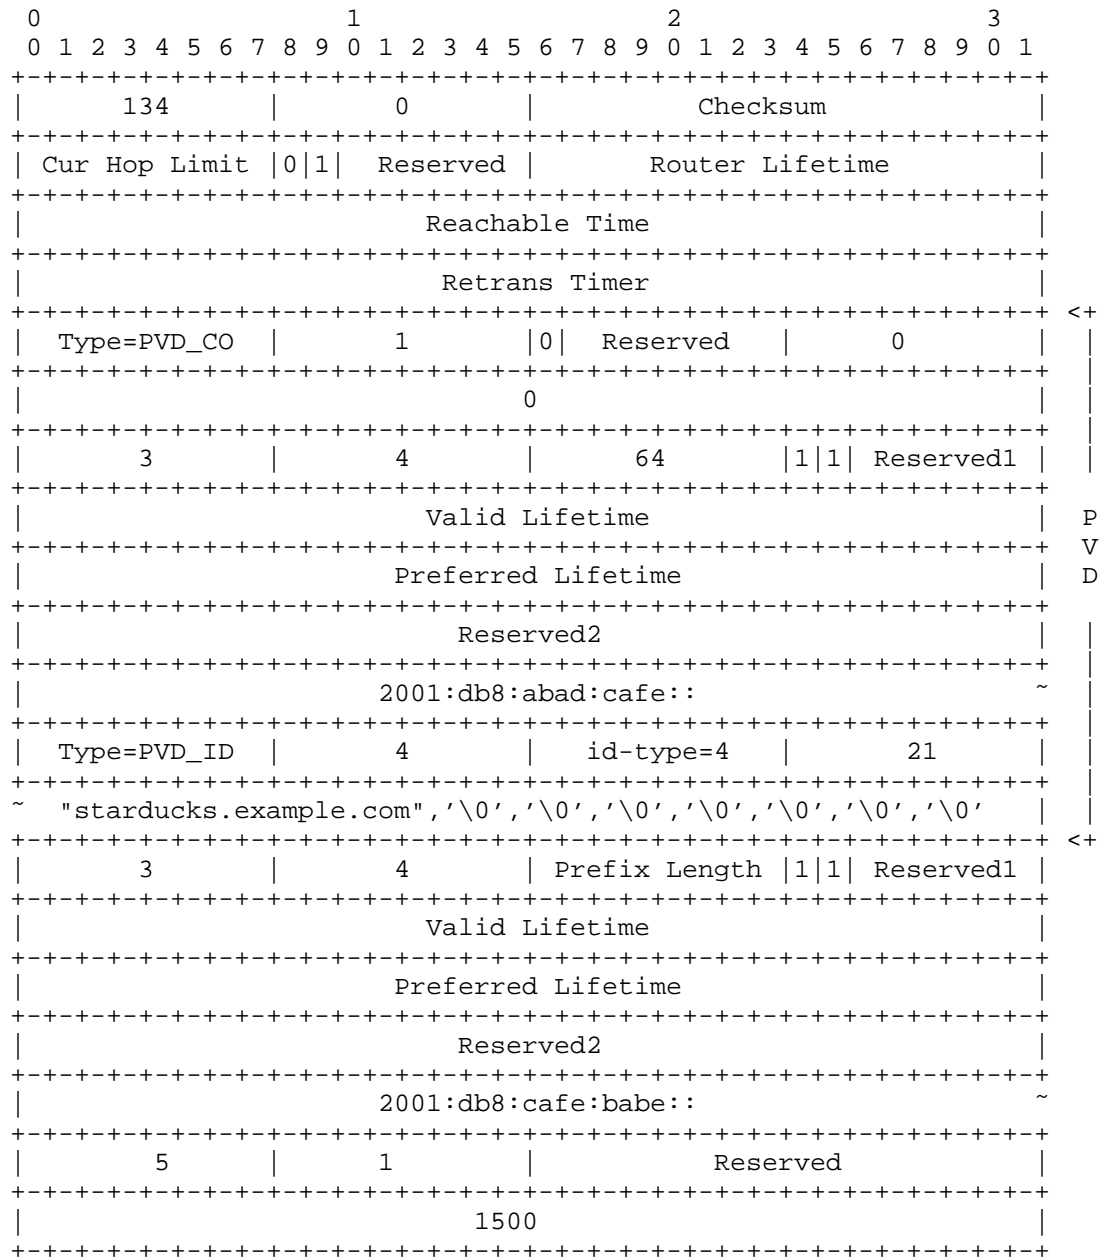 0                   1                   2                   3
 0 1 2 3 4 5 6 7 8 9 0 1 2 3 4 5 6 7 8 9 0 1 2 3 4 5 6 7 8 9 0 1
+-+-+-+-+-+-+-+-+-+-+-+-+-+-+-+-+-+-+-+-+-+-+-+-+-+-+-+-+-+-+-+-+
|      134      |       0       |          Checksum             |
+-+-+-+-+-+-+-+-+-+-+-+-+-+-+-+-+-+-+-+-+-+-+-+-+-+-+-+-+-+-+-+-+
| Cur Hop Limit |0|1|  Reserved |       Router Lifetime         |
+-+-+-+-+-+-+-+-+-+-+-+-+-+-+-+-+-+-+-+-+-+-+-+-+-+-+-+-+-+-+-+-+
|                         Reachable Time                        |
+-+-+-+-+-+-+-+-+-+-+-+-+-+-+-+-+-+-+-+-+-+-+-+-+-+-+-+-+-+-+-+-+
|                          Retrans Timer                        |
+-+-+-+-+-+-+-+-+-+-+-+-+-+-+-+-+-+-+-+-+-+-+-+-+-+-+-+-+-+-+-+-+ <+
|  Type=PVD_CO  |       1       |0|  Reserved   |      0        |  |
+-+-+-+-+-+-+-+-+-+-+-+-+-+-+-+-+-+-+-+-+-+-+-+-+-+-+-+-+-+-+-+-+  |
|                               0                               |  |
+-+-+-+-+-+-+-+-+-+-+-+-+-+-+-+-+-+-+-+-+-+-+-+-+-+-+-+-+-+-+-+-+  |
|       3       |       4       |      64       |1|1| Reserved1 |  |
+-+-+-+-+-+-+-+-+-+-+-+-+-+-+-+-+-+-+-+-+-+-+-+-+-+-+-+-+-+-+-+-+
|                         Valid Lifetime                        |  P
+-+-+-+-+-+-+-+-+-+-+-+-+-+-+-+-+-+-+-+-+-+-+-+-+-+-+-+-+-+-+-+-+  V
|                       Preferred Lifetime                      |  D
+-+-+-+-+-+-+-+-+-+-+-+-+-+-+-+-+-+-+-+-+-+-+-+-+-+-+-+-+-+-+-+-+
|                           Reserved2                           |  |
+-+-+-+-+-+-+-+-+-+-+-+-+-+-+-+-+-+-+-+-+-+-+-+-+-+-+-+-+-+-+-+-+  |
|                      2001:db8:abad:cafe::                     ~  |
+-+-+-+-+-+-+-+-+-+-+-+-+-+-+-+-+-+-+-+-+-+-+-+-+-+-+-+-+-+-+-+-+  |
|  Type=PVD_ID  |       4       |   id-type=4   |       21      |  |
+-+-+-+-+-+-+-+-+-+-+-+-+-+-+-+-+-+-+-+-+-+-+-+-+-+-+-+-+-+-+-+-+  |
~  "starducks.example.com",'\0','\0','\0','\0','\0','\0','\0'   |  |
+-+-+-+-+-+-+-+-+-+-+-+-+-+-+-+-+-+-+-+-+-+-+-+-+-+-+-+-+-+-+-+-+ <+
|       3       |       4       | Prefix Length |1|1| Reserved1 |
+-+-+-+-+-+-+-+-+-+-+-+-+-+-+-+-+-+-+-+-+-+-+-+-+-+-+-+-+-+-+-+-+
|                         Valid Lifetime                        |
+-+-+-+-+-+-+-+-+-+-+-+-+-+-+-+-+-+-+-+-+-+-+-+-+-+-+-+-+-+-+-+-+
|                       Preferred Lifetime                      |
+-+-+-+-+-+-+-+-+-+-+-+-+-+-+-+-+-+-+-+-+-+-+-+-+-+-+-+-+-+-+-+-+
|                           Reserved2                           |
+-+-+-+-+-+-+-+-+-+-+-+-+-+-+-+-+-+-+-+-+-+-+-+-+-+-+-+-+-+-+-+-+
|                      2001:db8:cafe:babe::                     ~
+-+-+-+-+-+-+-+-+-+-+-+-+-+-+-+-+-+-+-+-+-+-+-+-+-+-+-+-+-+-+-+-+
|        5      |      1        |           Reserved            |
+-+-+-+-+-+-+-+-+-+-+-+-+-+-+-+-+-+-+-+-+-+-+-+-+-+-+-+-+-+-+-+-+
|                            1500                               |
+-+-+-+-+-+-+-+-+-+-+-+-+-+-+-+-+-+-+-+-+-+-+-+-+-+-+-+-+-+-+-+-+